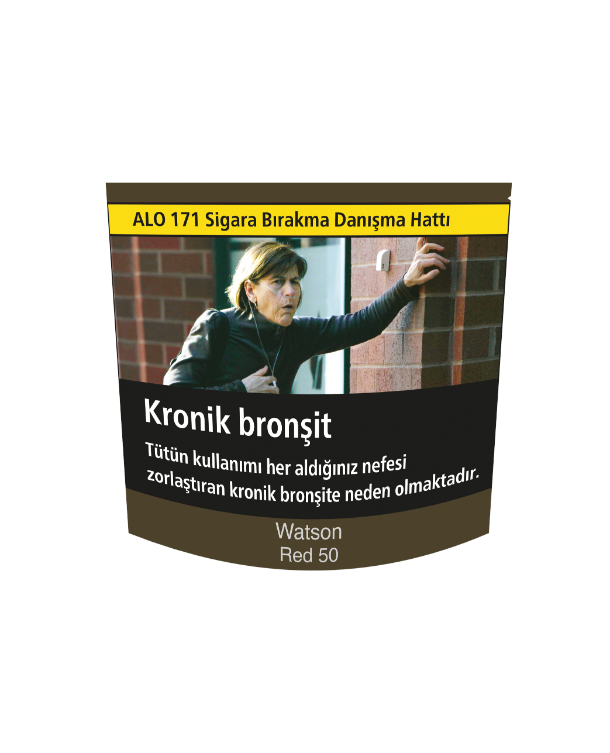 ALO 171 Sigara Bırakma Danışma Hattı
Kronik bronşit
Tütün kullanımı her aldığınız nefesi
zorlaştıran kronik bronşite neden olmaktadır.
Watson
Red 50